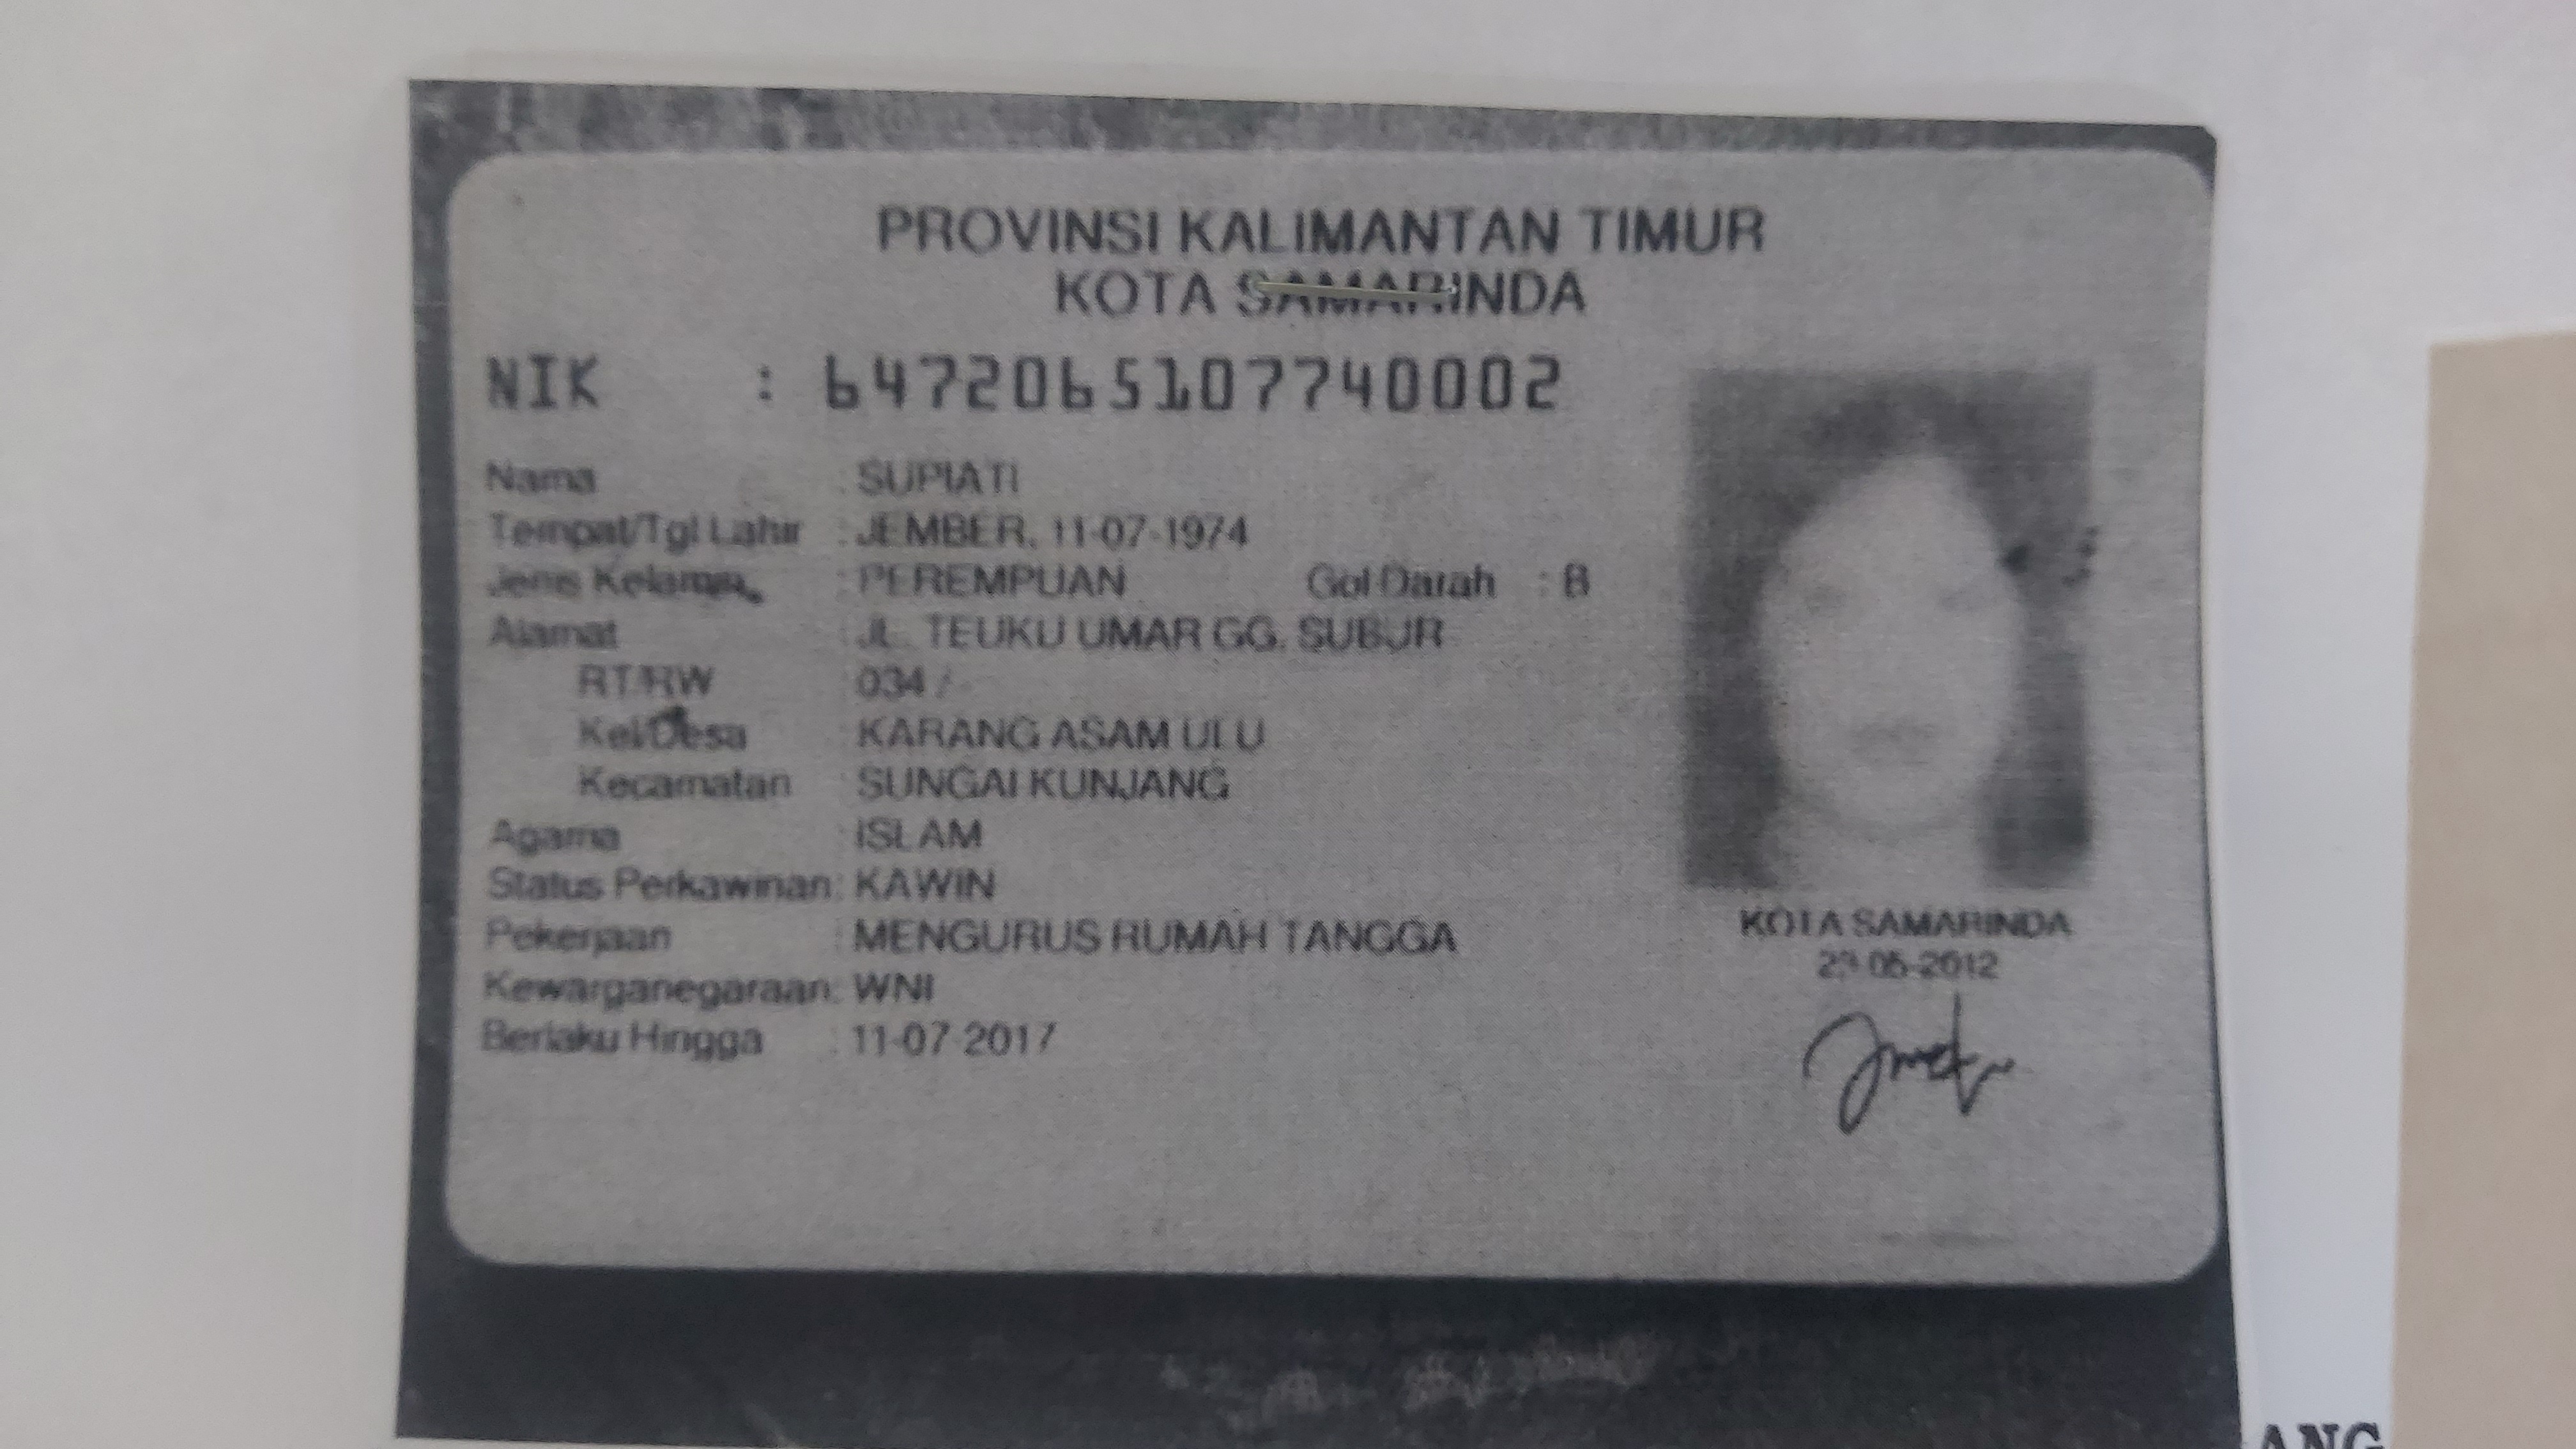 PROVINSI KALIMANTAN TIMUR
KOTA SAMARINDA
NIK : 6472065107740002
Nama : SUPIATI
Tempat/Tgl Lahir : JEMBER, 11-07-1974
Jenis Kelamin : PEREMPUAN Gol Darah : B
Alamat : JL. TEUKU UMAR GG. SUBUR
RT/RW : 034 / -
Kel/Desa : KARANG ASAM ULU
Kecamatan : SUNGAI KUNJANG
Agama : ISLAM
Status Perkawinan: KAWIN
Pekerjaan : MENGURUS RUMAH TANGGA
Kewarganegaraan: WNI
Berlaku Hingga : 11-07-2017
KOTA SAMARINDA
ANG